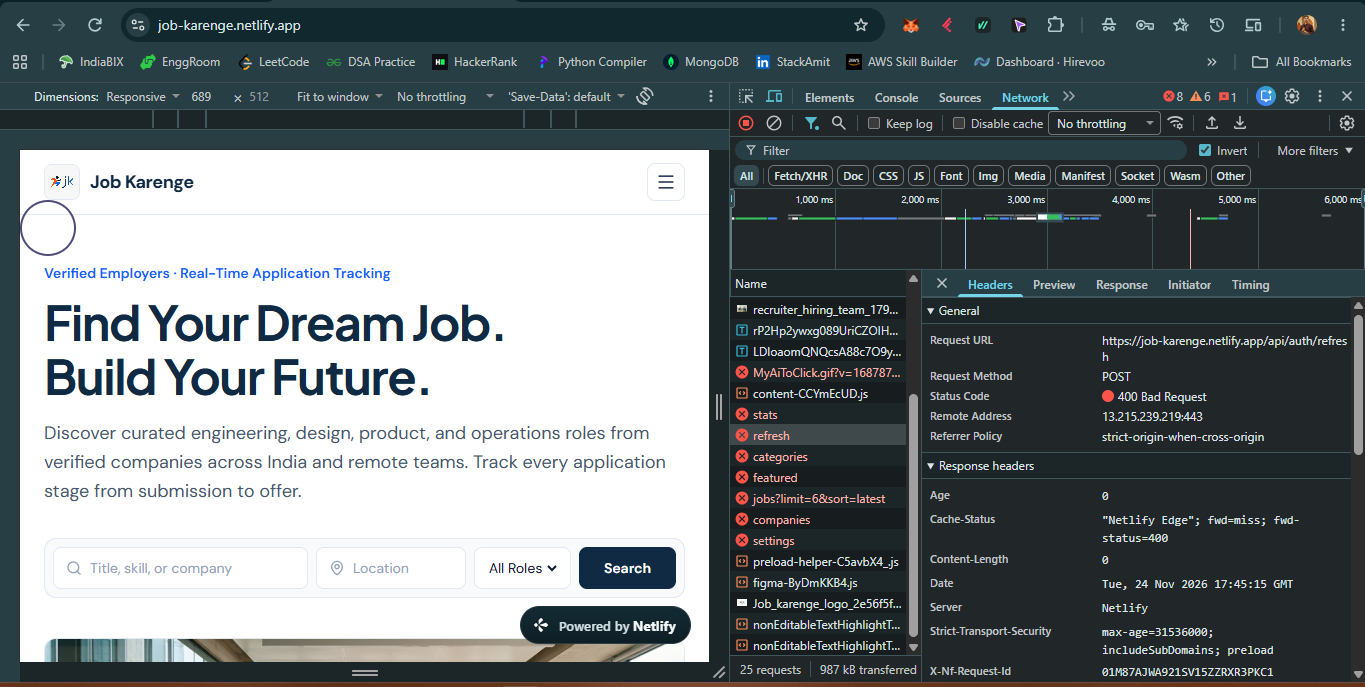 job-karenge.netlify.app
IndiaBIX
EnggRoom
LeetCode
DSA Practice
HackerRank
Python Compiler
MongoDB
StackAmit
AWS Skill Builder
Dashboard · Hirevoo
»
All Bookmarks
Dimensions: Responsive 689 × 512 Fit to window No throttling 'Save-Data': default
Elements Console Sources Network » 8 6 1
Keep log Disable cache No throttling
Filter Invert More filters
All Fetch/XHR Doc CSS JS Font Img Media Manifest Socket Wasm Other
1,000 ms 2,000 ms 3,000 ms 4,000 ms 5,000 ms 6,000 ms
jk Job Karenge
Verified Employers · Real-Time Application Tracking
Find Your Dream Job.
Build Your Future.
Discover curated engineering, design, product, and operations roles from
verified companies across India and remote teams. Track every application
stage from submission to offer.
Title, skill, or company Location All Roles Search
Powered by Netlify
Name
recruiter_hiring_team_179...
rP2Hp2ywxg089UriCZOIH...
LDIoaomQNQcsA88c7O9y...
MyAiToClick.gif?v=168787...
content-CCYmEcUD.js
stats
refresh
categories
featured
jobs?limit=6&sort=latest
companies
settings
preload-helper-C5avbX4_.js
figma-ByDmKKB4.js
Job_karenge_logo_2e56f5f...
nonEditableTextHighlightT...
nonEditableTextHighlightT...
25 requests 987 kB transferred
Headers Preview Response Initiator Timing
General
Request URL https://job-karenge.netlify.app/api/auth/refres
h
Request Method POST
Status Code 400 Bad Request
Remote Address 13.215.239.219:443
Referrer Policy strict-origin-when-cross-origin
Response headers
Age 0
Cache-Status "Netlify Edge"; fwd=miss; fwd-
status=400
Content-Length 0
Date Tue, 24 Nov 2026 17:45:15 GMT
Server Netlify
Strict-Transport-Security max-age=31536000;
includeSubDomains; preload
X-Nf-Request-Id 01M87AJWA921SV15ZZRXR3PKC1